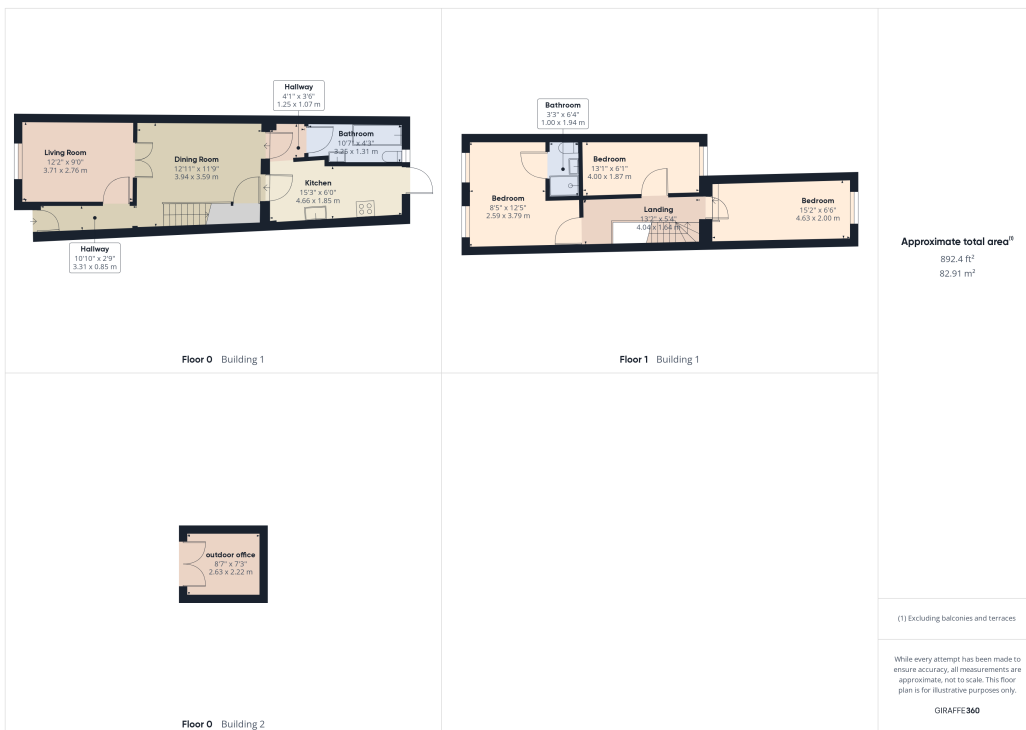 Hallway
4'1" x 3'6"
1.25 x 1.07 m
Living Room
12'2" x 9'0"
3.71 x 2.76 m
Dining Room
12'11" x 11'9"
3.94 x 3.59 m
Bathroom
10'7" x 4'3"
3.25 x 1.31 m
Kitchen
15'3" x 6'0"
4.66 x 1.85 m
Hallway
10'10" x 2'9"
3.31 x 0.85 m
Floor 0 Building 1
Bathroom
3'3" x 6'4"
1.00 x 1.94 m
Bedroom
13'1" x 6'1"
4.00 x 1.87 m
Bedroom
8'5" x 12'5"
2.59 x 3.79 m
Landing
13'2" x 5'4"
4.04 x 1.64 m
Bedroom
15'2" x 6'6"
4.63 x 2.00 m
Floor 1 Building 1
outdoor office
8'7" x 7'3"
2.63 x 2.22 m
Floor 0 Building 2
Approximate total area(1)
892.4 ft²
82.91 m²
(1) Excluding balconies and terraces
While every attempt has been made to
ensure accuracy, all measurements are
approximate, not to scale. This floor
plan is for illustrative purposes only.
GIRAFFE360